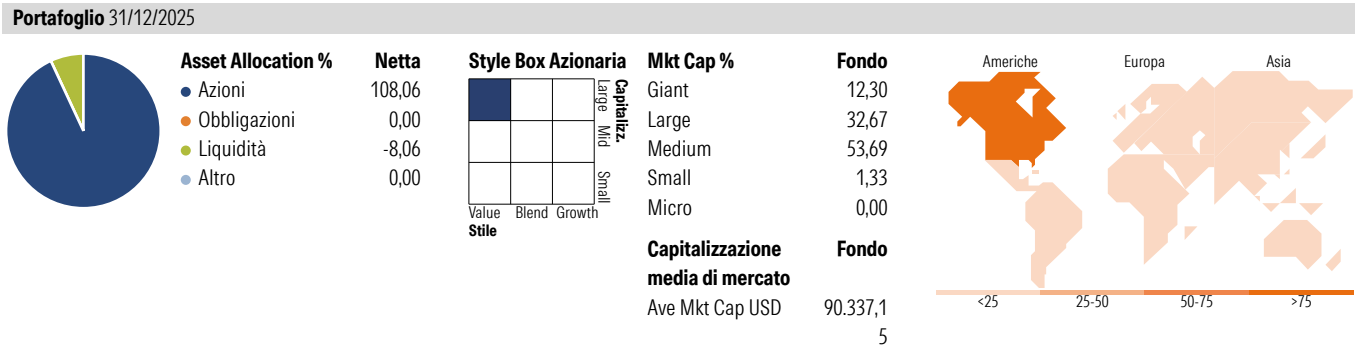 Portafoglio 31/12/2025
Asset Allocation % Netta
Azioni 108,06
Obbligazioni 0,00
Liquidità -8,06
Altro 0,00
Style Box Azionaria
Capitalizz.
Large Mid Small
Value Blend Growth
Stile
Mkt Cap % Fondo
Giant 12,30
Large 32,67
Medium 53,69
Small 1,33
Micro 0,00
Capitalizzazione Fondo
media di mercato
Ave Mkt Cap USD 90.337,1
5
Americhe Europa Asia
<25 25-50 50-75 >75